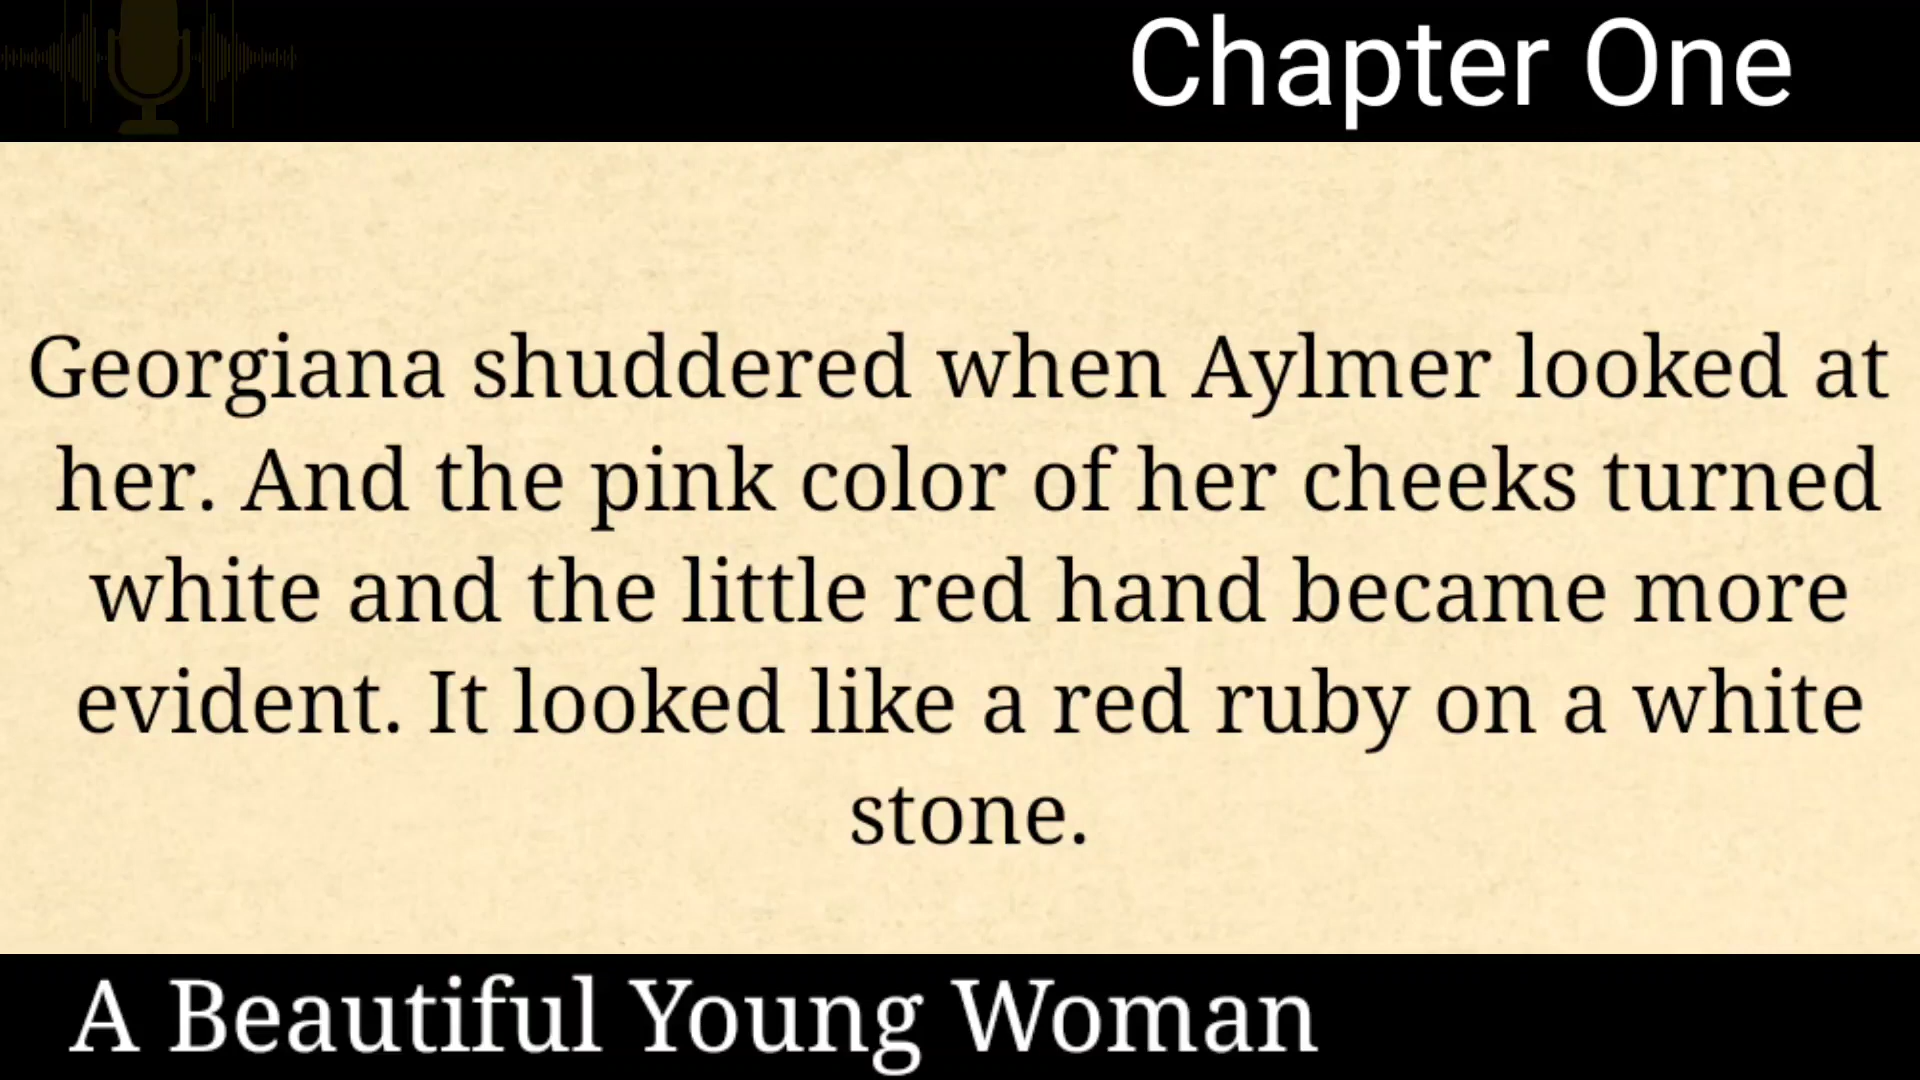 Chapter One
Georgiana shuddered when Aylmer looked at
her. And the pink color of her cheeks turned
white and the little red hand became more
evident. It looked like a red ruby on a white
stone.
A Beautiful Young Woman